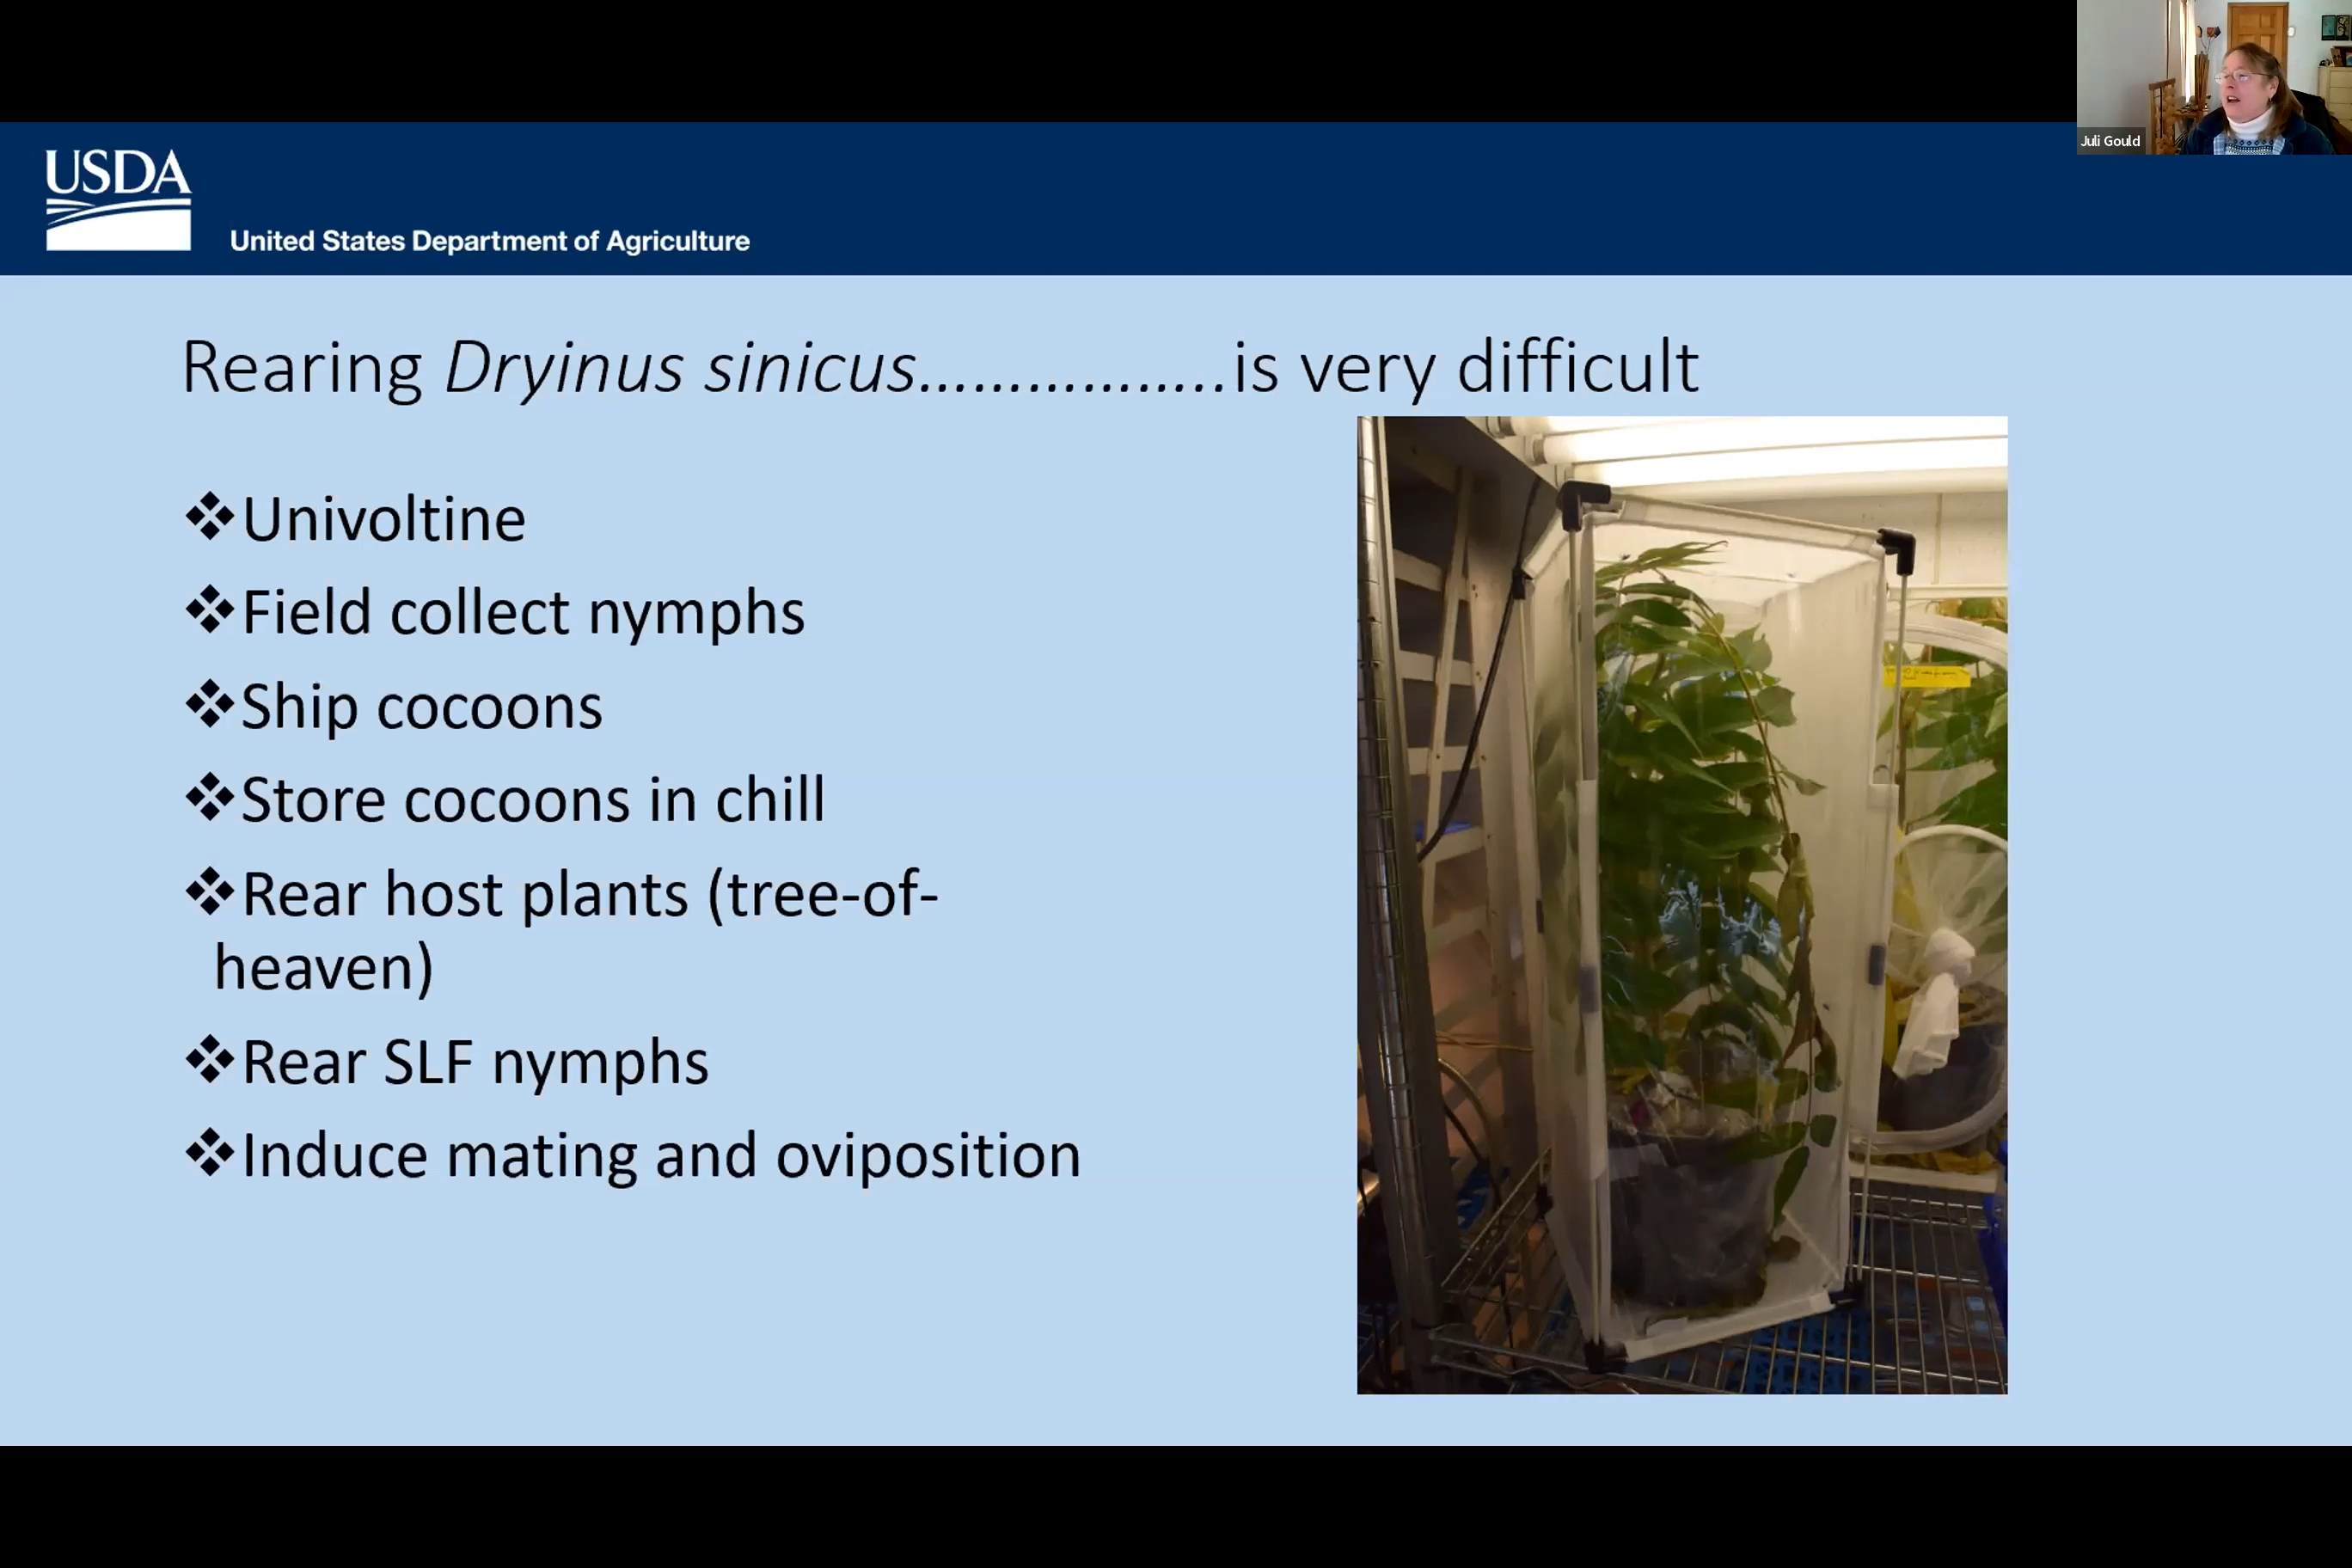 Juli Gould
USDA
United States Department of Agriculture
Rearing Dryinus sinicus.................is very difficult
❖Univoltine
❖Field collect nymphs
❖Ship cocoons
❖Store cocoons in chill
❖Rear host plants (tree-of-
heaven)
❖Rear SLF nymphs
❖Induce mating and oviposition